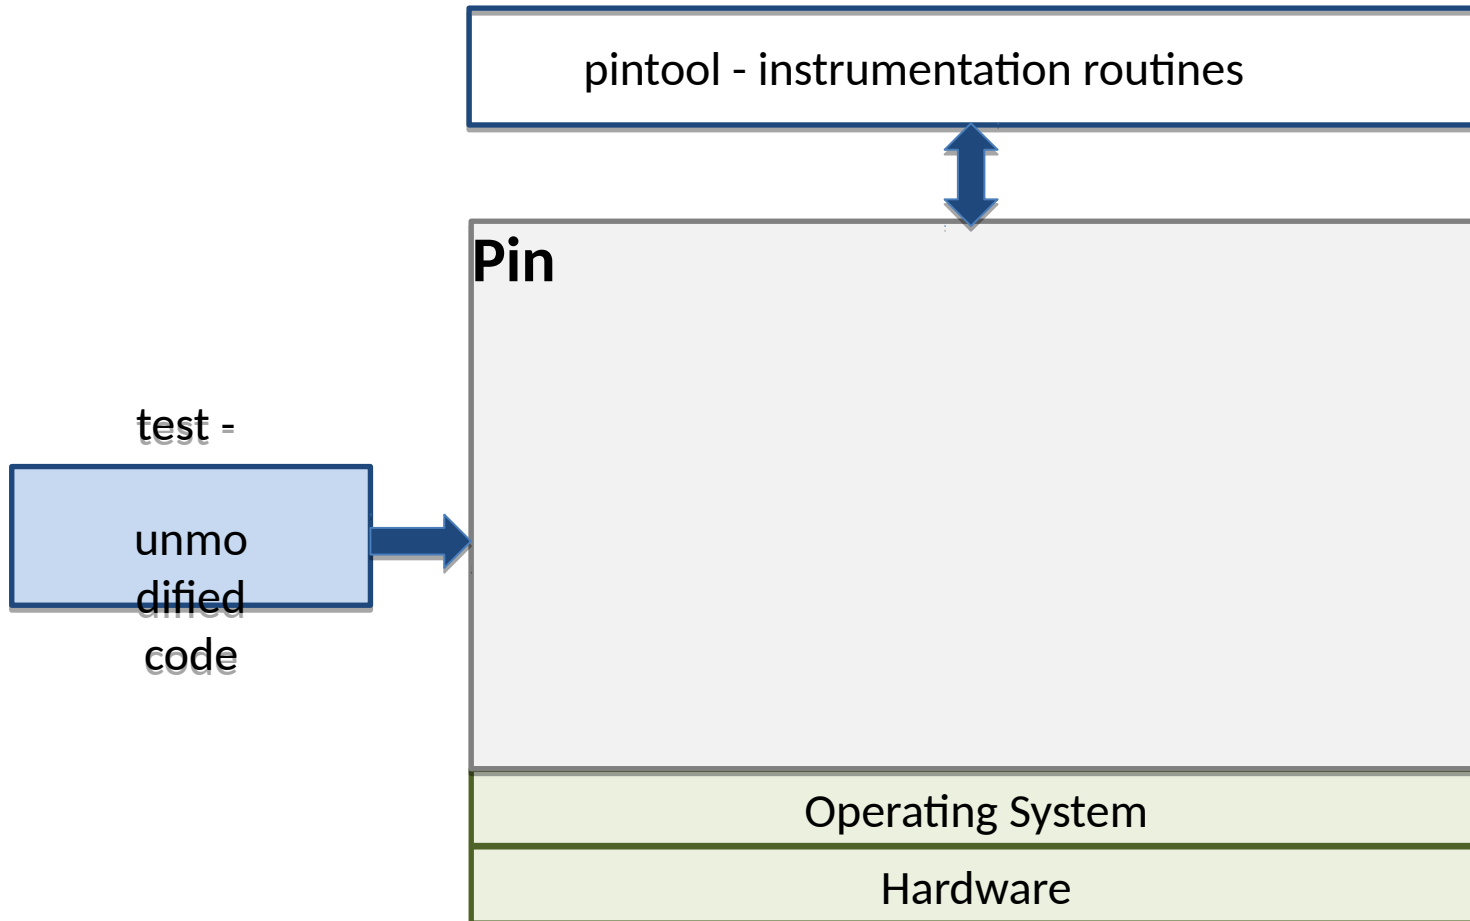 pintool - instrumentation routines
Pin
test -
unmo
dified
code
Operating System
Hardware